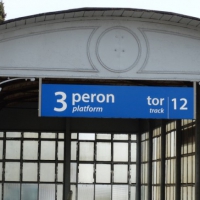 3 peron tor 12
platform track